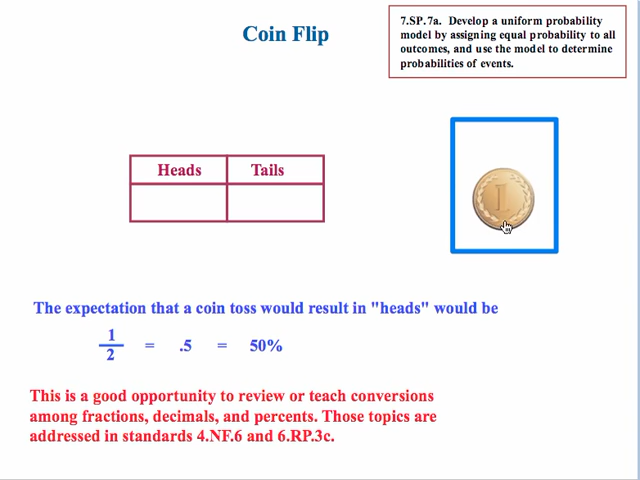 Coin Flip
7.SP.7a. Develop a uniform probability
model by assigning equal probability to all
outcomes, and use the model to determine
probabilities of events.
Heads Tails
1
The expectation that a coin toss would result in "heads" would be
1
2
= .5 = 50%
This is a good opportunity to review or teach conversions
among fractions, decimals, and percents. Those topics are
addressed in standards 4.NF.6 and 6.RP.3c.